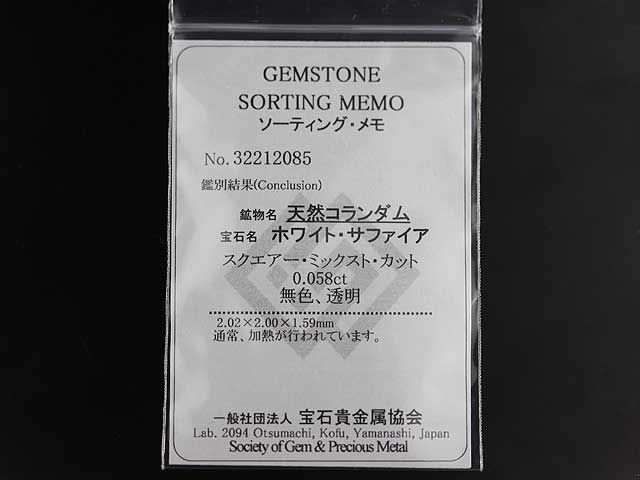 GEMSTONE
SORTING MEMO
ソーティング・メモ
No. 32212085
鑑別結果(Conclusion)
鉱物名 天然コランダム
宝石名 ホワイト・サファイア
スクエアー・ミックスト・カット
0.058ct
無色、透明
2.02×2.00×1.59mm
通常、加熱が行われています。
一般社団法人 宝石貴金属協会
Lab. 2094 Otsumachi, Kofu, Yamanashi, Japan
Society of Gem & Precious Metal